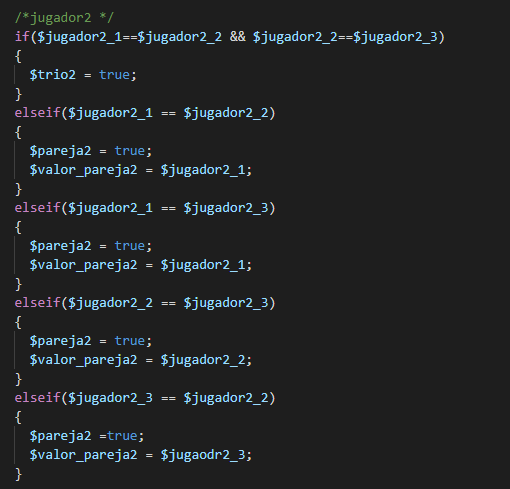 /*jugador2 */
if($jugador2_1==$jugador2_2 && $jugador2_2==$jugador2_3)
{
  $trio2 = true;
}
elseif($jugador2_1 == $jugador2_2)
{
  $pareja2 = true;
  $valor_pareja2 = $jugador2_1;
}
elseif($jugador2_1 == $jugador2_3)
{
  $pareja2 = true;
  $valor_pareja2 = $jugador2_1;
}
elseif($jugador2_2 == $jugador2_3)
{
  $pareja2 = true;
  $valor_pareja2 = $jugador2_2;
}
elseif($jugador2_3 == $jugador2_2)
{
  $pareja2 =true;
  $valor_pareja2 = $jugaodr2_3;
}